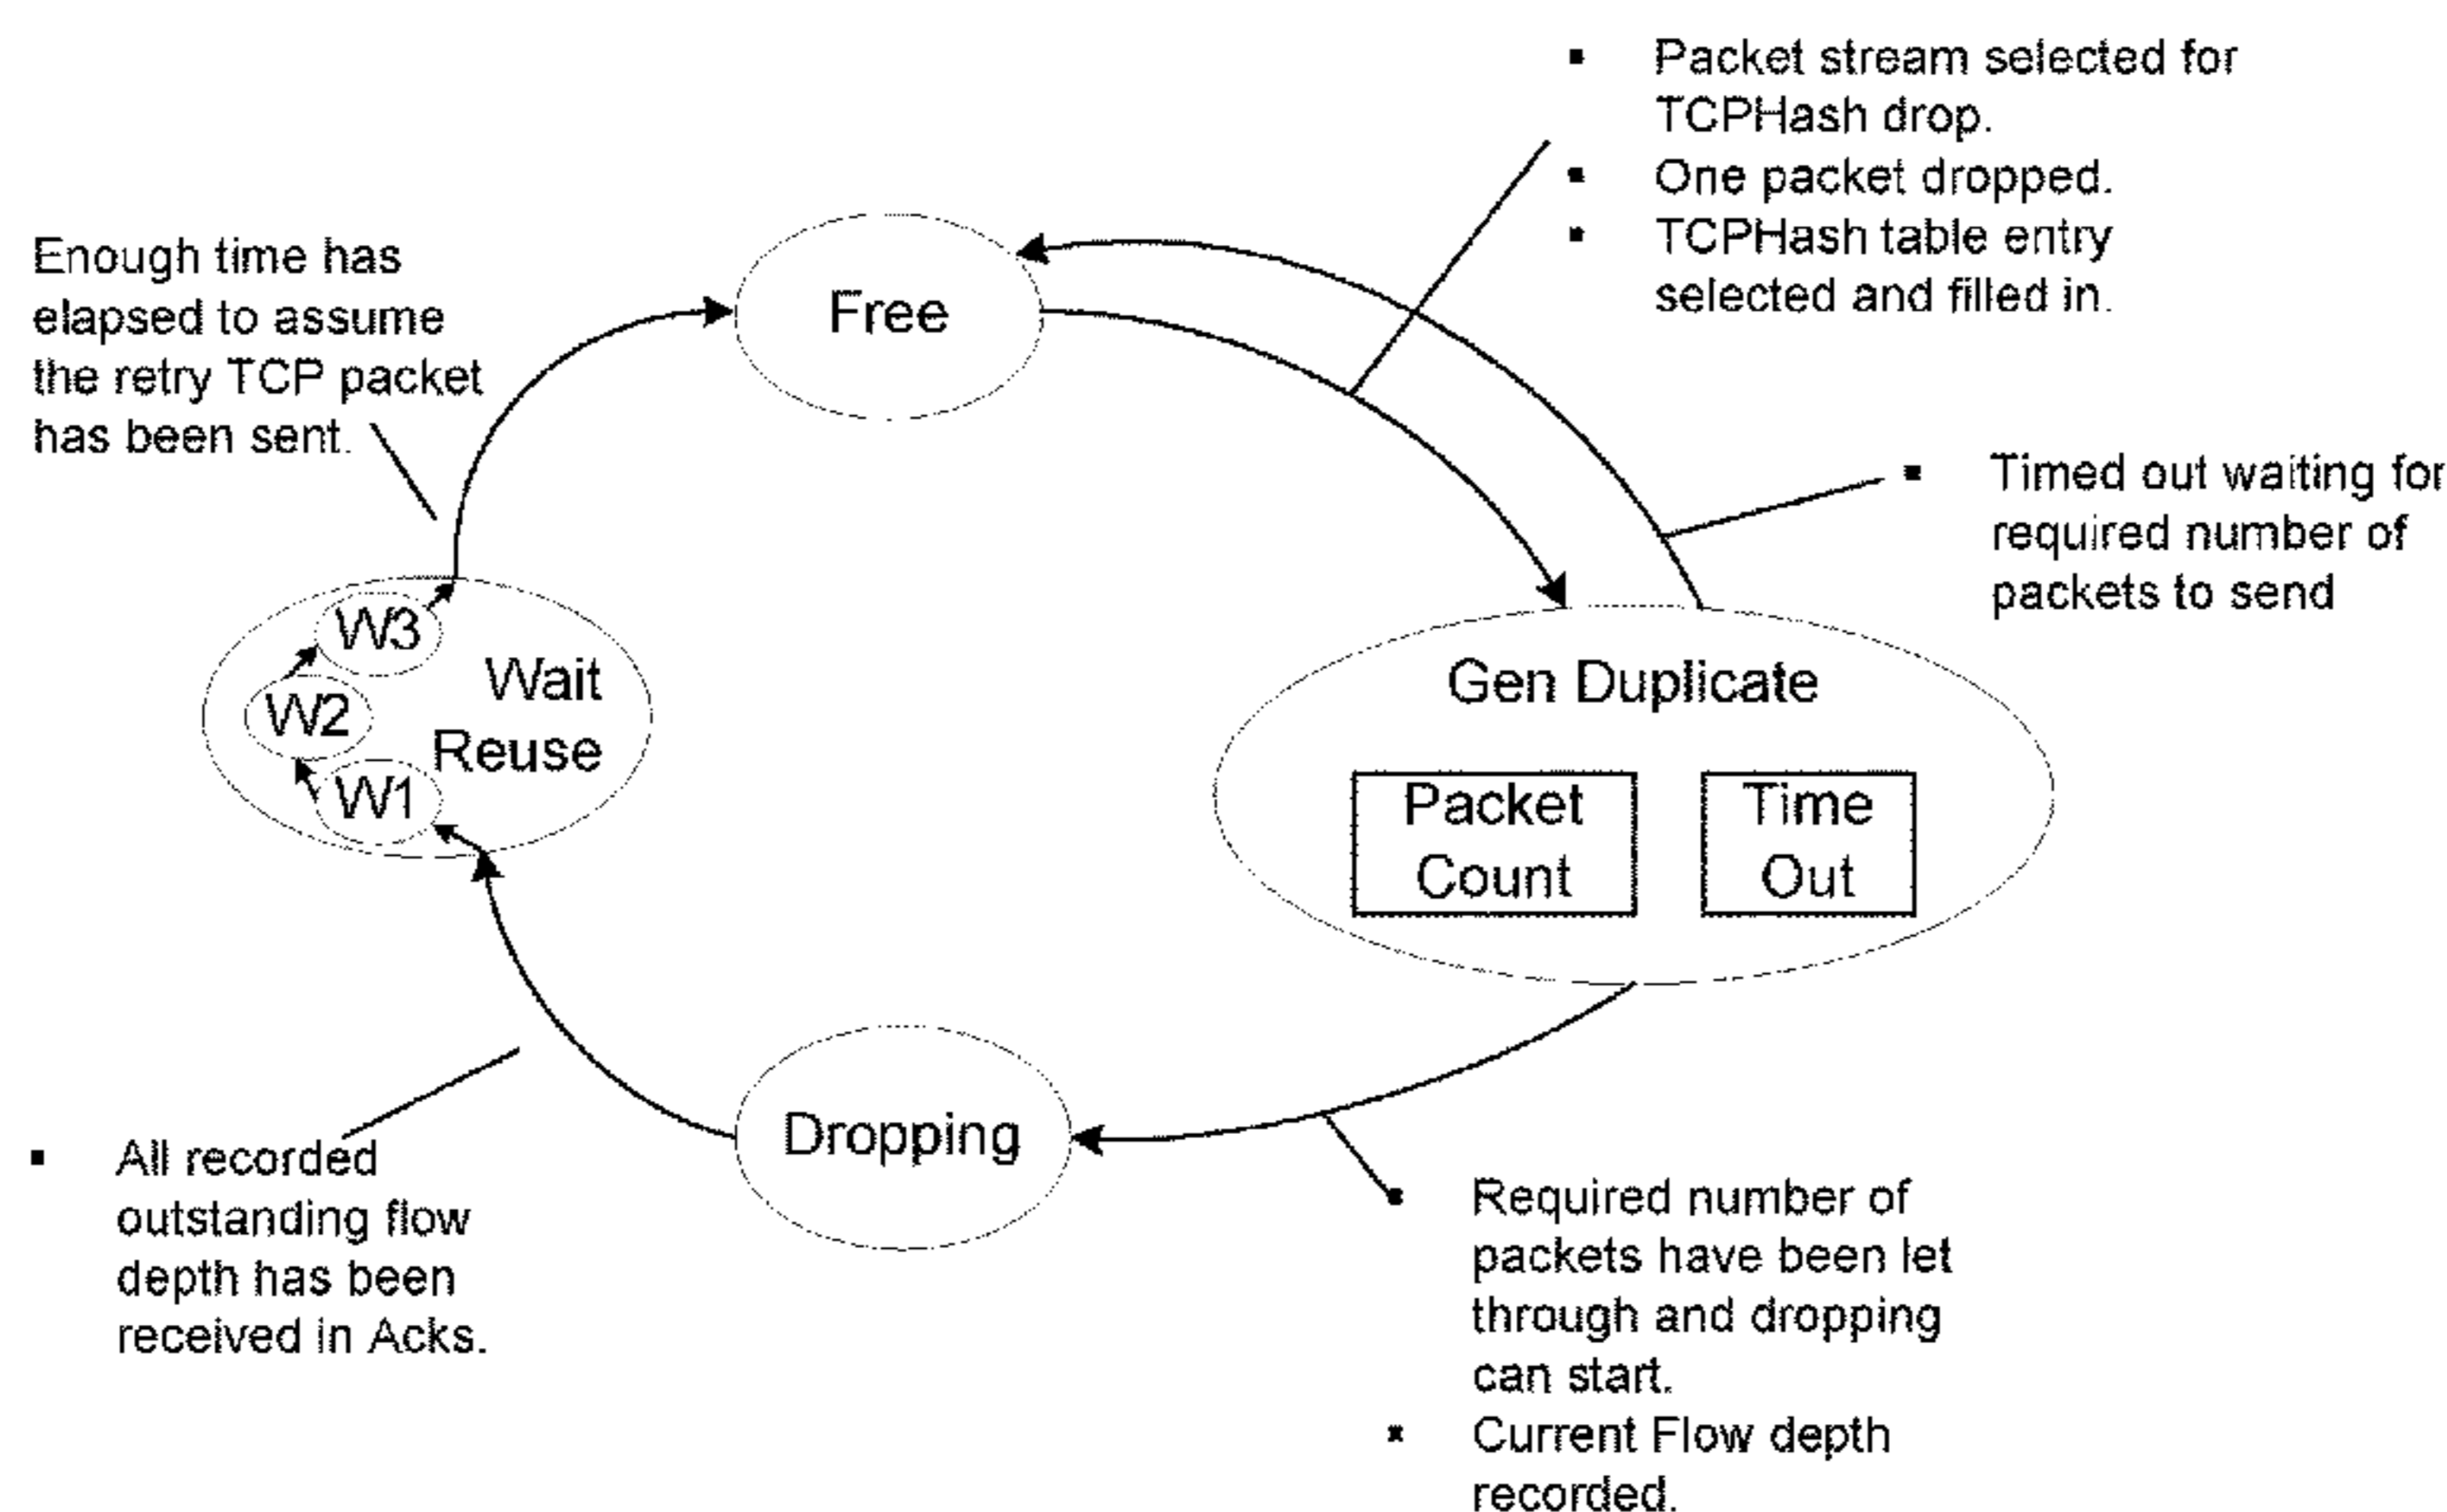 ▪ Packet stream selected for
TCPHash drop.
▪ One packet dropped.
▪ TCPHash table entry
selected and filled in.
Enough time has
elapsed to assume
the retry TCP packet
has been sent.
Free
▪ Timed out waiting for
required number of
packets to send
W3
W2
W1
Wait
Reuse
Gen Duplicate
Packet
Count
Time
Out
Dropping
▪ All recorded
outstanding flow
depth has been
received in Acks.
▪ Required number of
packets have been let
through and dropping
can start.
▪ Current Flow depth
recorded.